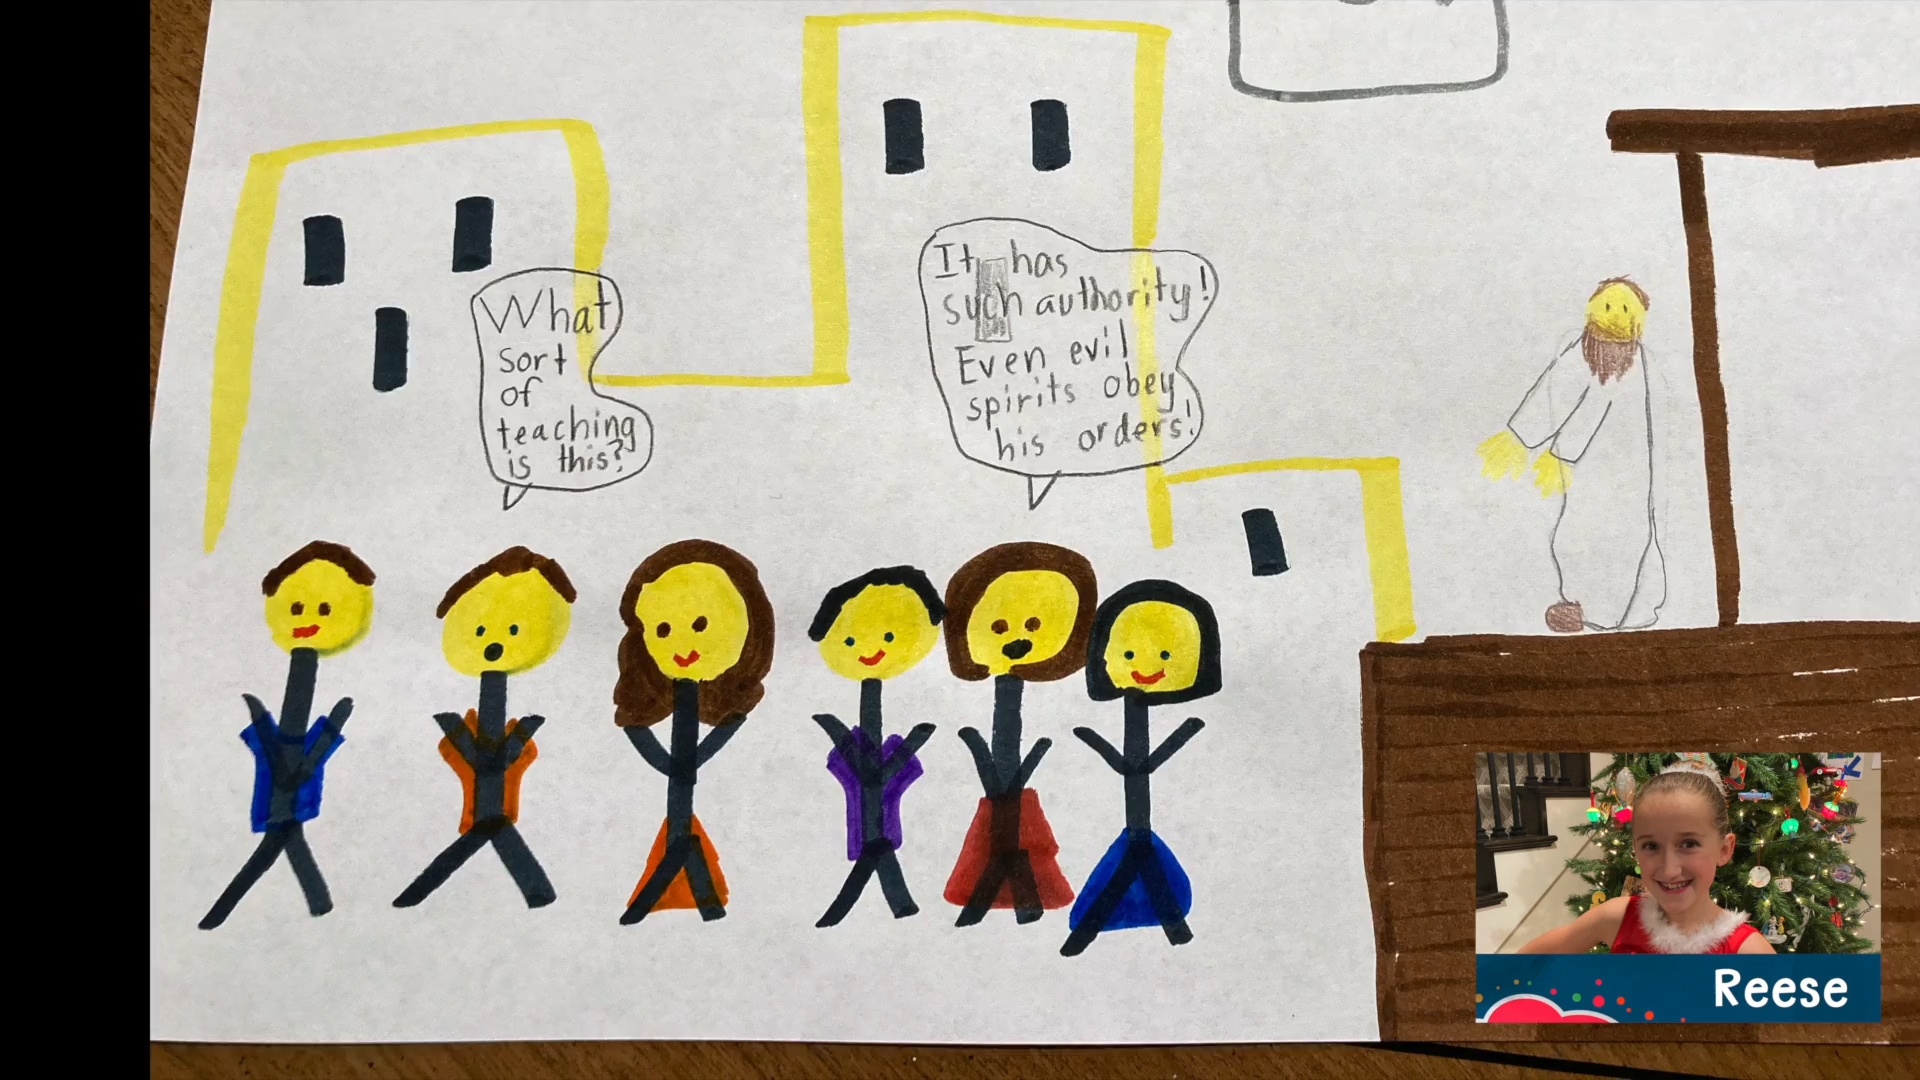 What
sort
of
teaching
is this?
It has
such authority!
Even evil
spirits obey
his orders!
Reese